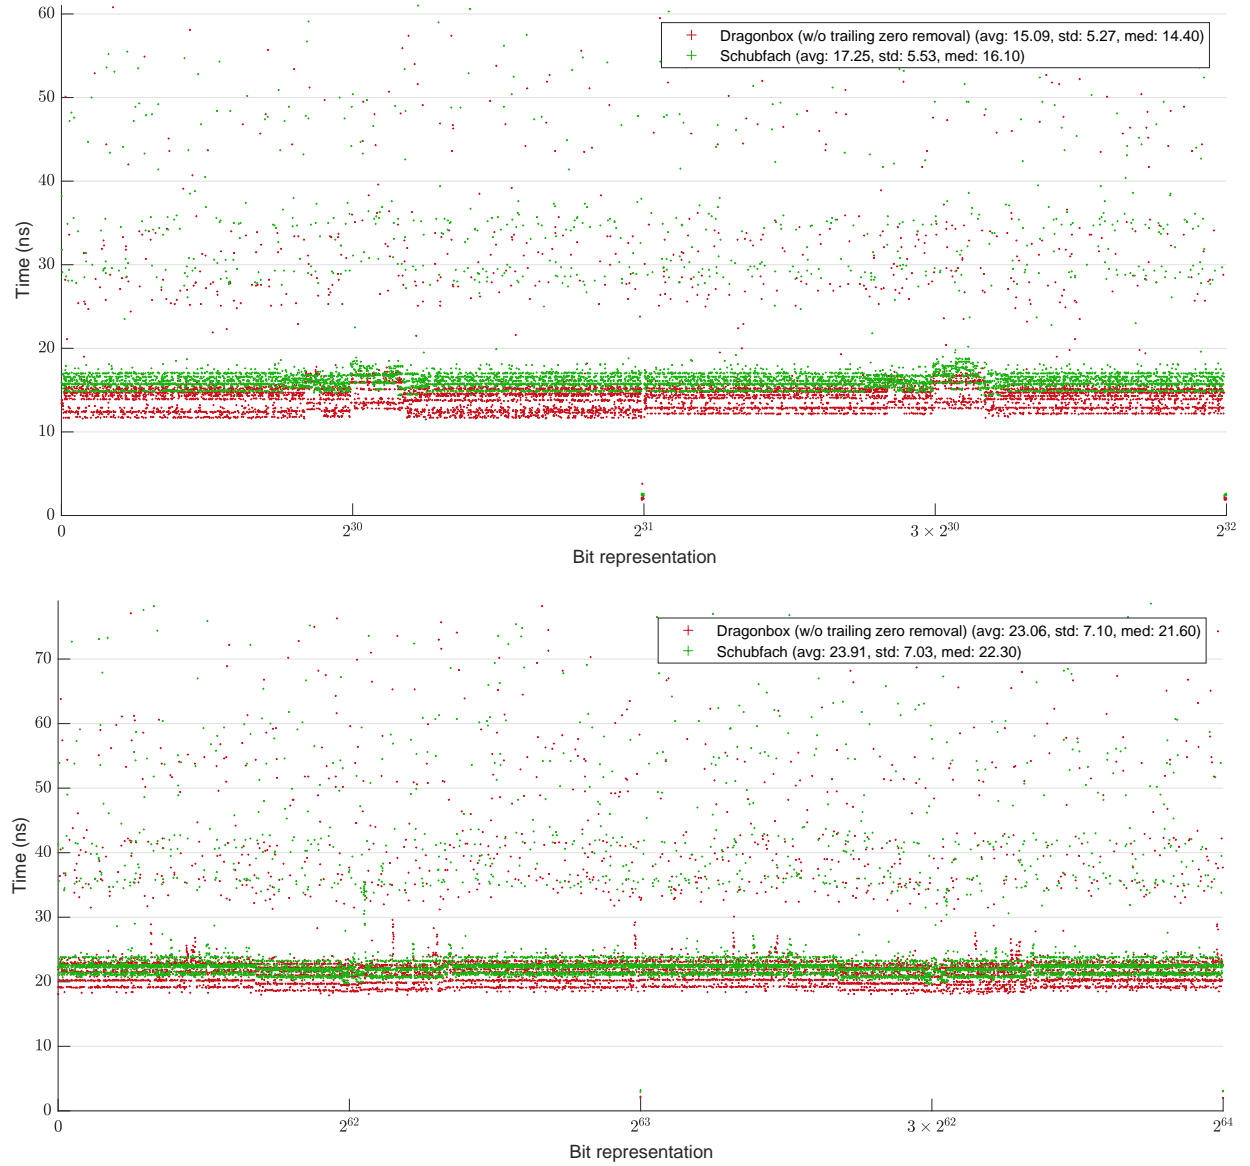 60
50
40
30
20
10
0
Time (ns)
Dragonbox (w/o trailing zero removal) (avg: 15.09, std: 5.27, med: 14.40)
Schubfach (avg: 17.25, std: 5.53, med: 16.10)
0 2^30 2^31 3 × 2^30 2^32
Bit representation
70
60
50
40
30
20
10
0
Time (ns)
Dragonbox (w/o trailing zero removal) (avg: 23.06, std: 7.10, med: 21.60)
Schubfach (avg: 23.91, std: 7.03, med: 22.30)
0 2^62 2^63 3 × 2^62 2^64
Bit representation